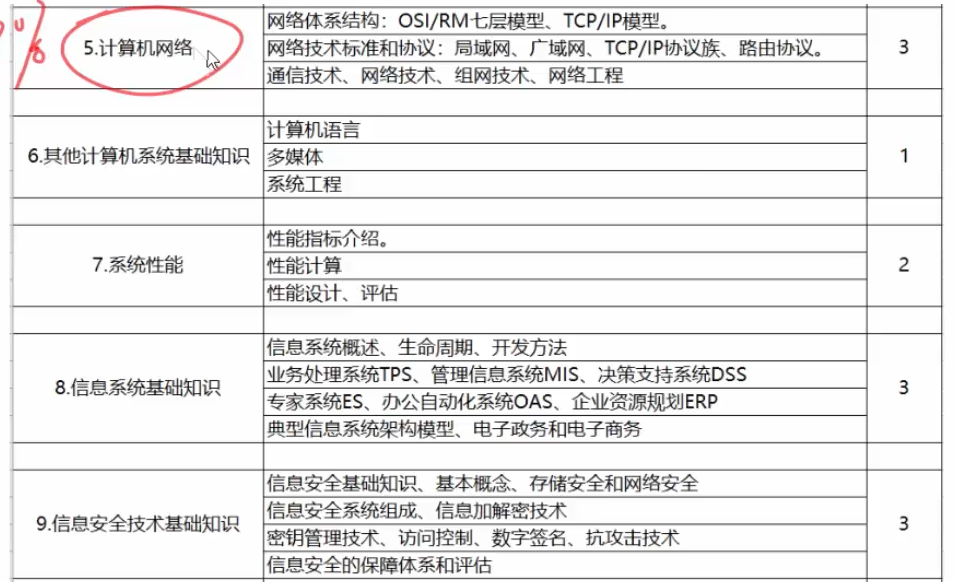 5.计算机网络
网络体系结构：OSI/RM七层模型、TCP/IP模型。
网络技术标准和协议：局域网、广域网、TCP/IP协议族、路由协议。
通信技术、网络技术、组网技术、网络工程
3
6.其他计算机系统基础知识
计算机语言
多媒体
系统工程
1
7.系统性能
性能指标介绍。
性能计算
性能设计、评估
2
8.信息系统基础知识
信息系统概述、生命周期、开发方法
业务处理系统TPS、管理信息系统MIS、决策支持系统DSS
专家系统ES、办公自动化系统OAS、企业资源规划ERP
典型信息系统架构模型、电子政务和电子商务
3
9.信息安全技术基础知识
信息安全基础知识、基本概念、存储安全和网络安全
信息安全系统组成、信息加解密技术
密钥管理技术、访问控制、数字签名、抗攻击技术
信息安全的保障体系和评估
3